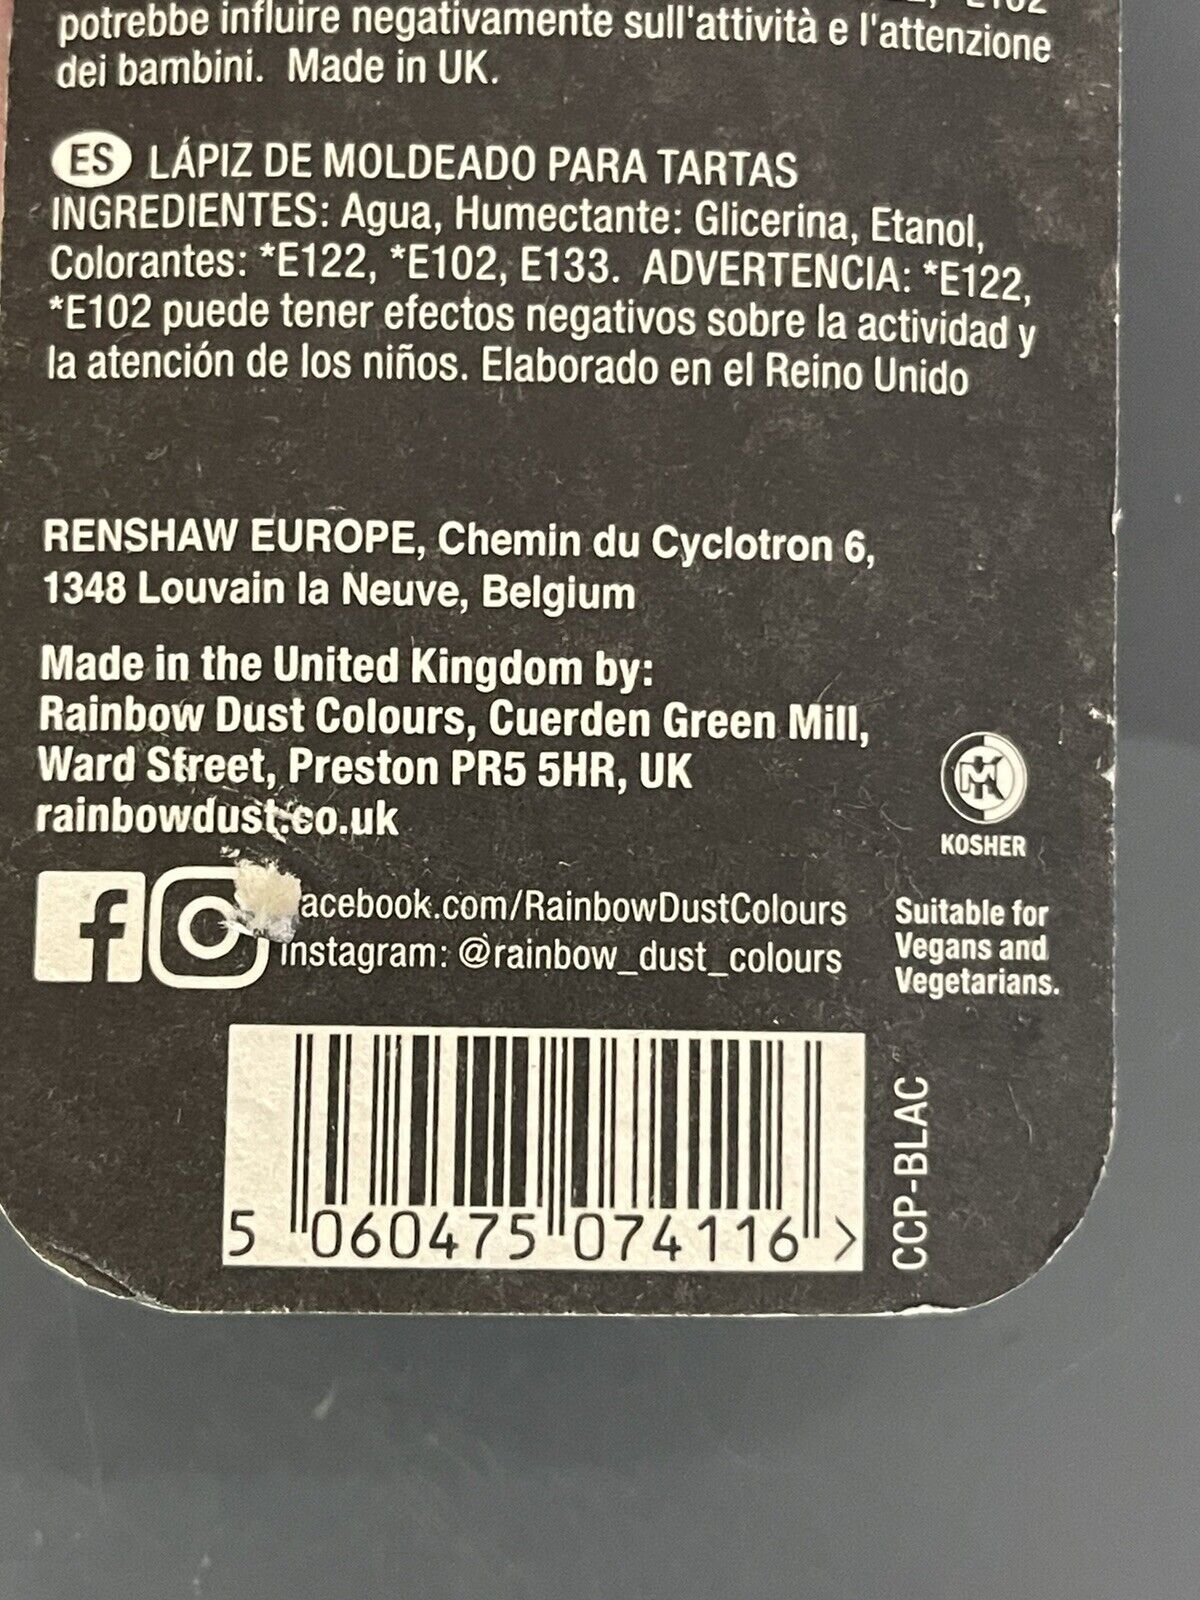 potrebbe influire negativamente sull'attività e l'attenzione
dei bambini. Made in UK.
ES LÁPIZ DE MOLDEADO PARA TARTAS
INGREDIENTES: Agua, Humectante: Glicerina, Etanol,
Colorantes: *E122, *E102, E133. ADVERTENCIA: *E122,
*E102 puede tener efectos negativos sobre la actividad y
la atención de los niños. Elaborado en el Reino Unido
RENSHAW EUROPE, Chemin du Cyclotron 6,
1348 Louvain la Neuve, Belgium
Made in the United Kingdom by:
Rainbow Dust Colours, Cuerden Green Mill,
Ward Street, Preston PR5 5HR, UK
rainbowdust.co.uk
MK
KOSHER
f
acebook.com/RainbowDustColours
Instagram: @rainbow_dust_colours
Suitable for
Vegans and
Vegetarians.
5 060475 074116 >
CCP-BLAC